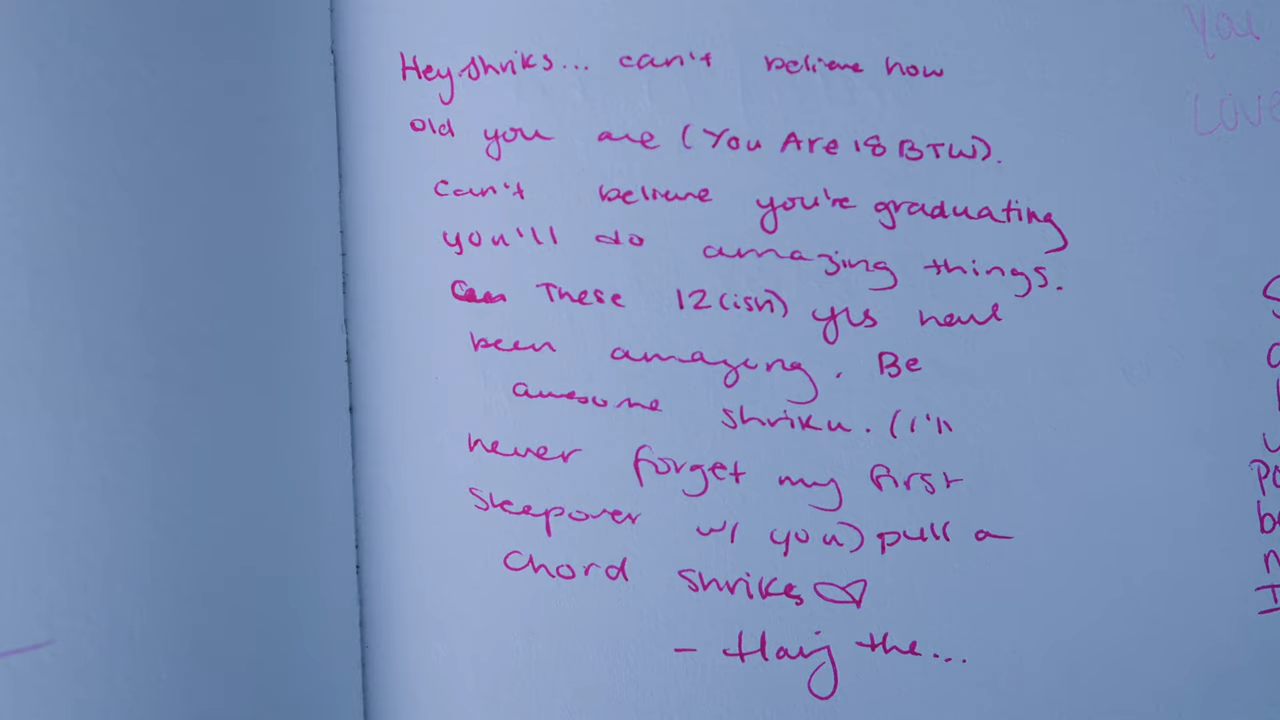 Hey Shriks... can't believe how
old you are (You Are 18 BTW).
Can't believe you're graduating
you'll do amazing things.
These 12(ish) yrs have
been amazing. Be
awesome shriku. (I'll
never forget my first
sleepover w/ you) pull a
chord shriks♡
- the...
You
Love